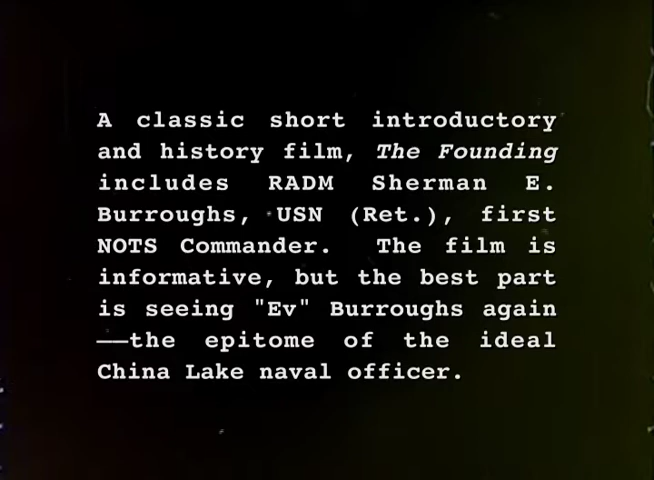 A classic short introductory
and history film, The Founding
includes RADM Sherman E.
Burroughs, USN (Ret.), first
NOTS Commander. The film is
informative, but the best part
is seeing "Ev" Burroughs again
——the epitome of the ideal
China Lake naval officer.